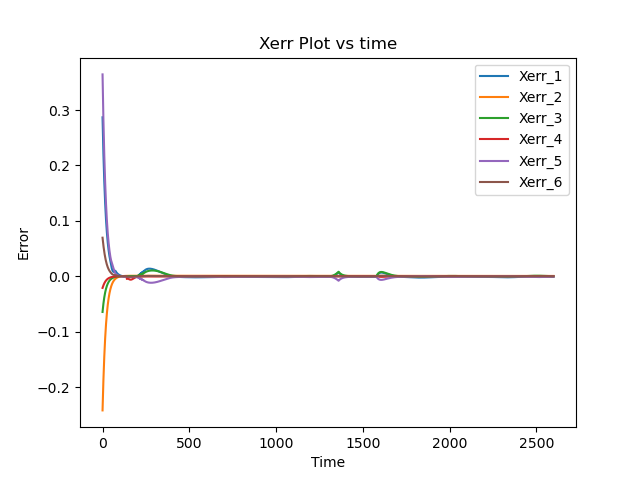 Xerr Plot vs time
Xerr_1
Xerr_2
Xerr_3
Xerr_4
Xerr_5
Xerr_6
0.3
0.2
0.1
0.0
−0.1
−0.2
Error
0 500 1000 1500 2000 2500
Time